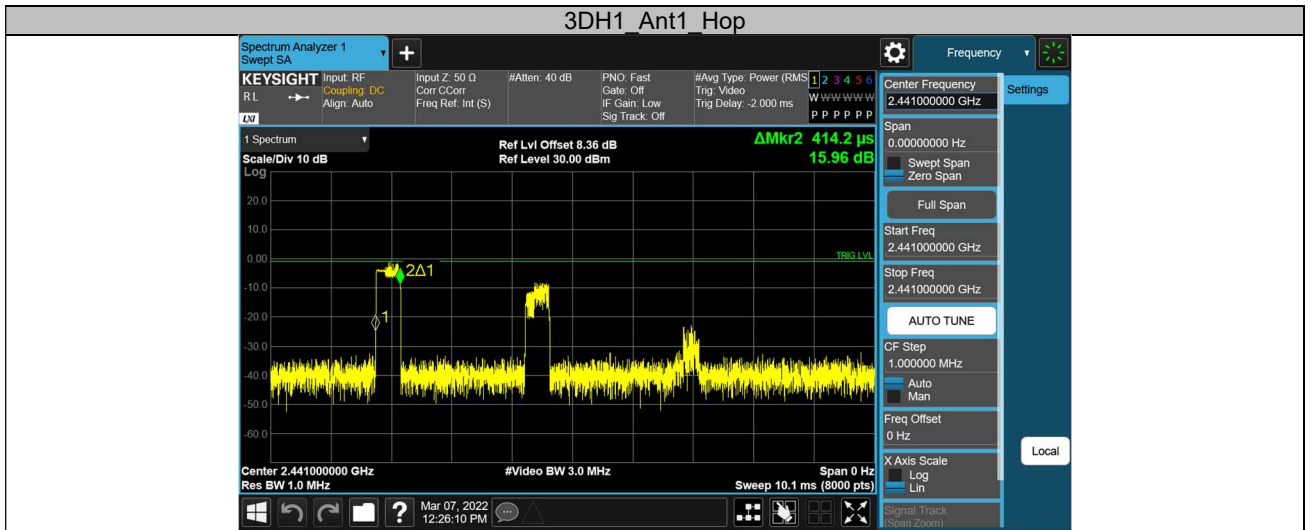 3DH1_Ant1_Hop
Spectrum Analyzer 1
Swept SA
Frequency
KEYSIGHT
RL
LXI
Input: RF
Coupling: DC
Align: Auto
Input Z: 50 Ω
Corr CCorr
Freq Ref: Int (S)
#Atten: 40 dB
PNO: Fast
Gate: Off
IF Gain: Low
Sig Track: Off
#Avg Type: Power (RMS
Trig: Video
Trig Delay: -2.000 ms
1 2 3 4 5 6
W W W W W W
P P P P P P
1 Spectrum
Scale/Div 10 dB
Ref Lvl Offset 8.36 dB
Ref Level 30.00 dBm
ΔMkr2 414.2 µs
15.96 dB
Log
20.0
10.0
0.00
-10.0
-20.0
-30.0
-40.0
-50.0
-60.0
TRIG LVL
2Δ1
1
Center 2.441000000 GHz
Res BW 1.0 MHz
#Video BW 3.0 MHz
Span 0 Hz
Sweep 10.1 ms (8000 pts)
Mar 07, 2022
12:26:10 PM
Center Frequency
2.441000000 GHz
Span
0.00000000 Hz
Swept Span
Zero Span
Full Span
Start Freq
2.441000000 GHz
Stop Freq
2.441000000 GHz
AUTO TUNE
CF Step
1.000000 MHz
Auto
Man
Freq Offset
0 Hz
X Axis Scale
Log
Lin
Signal Track
(Span Zoom)
Settings
Local